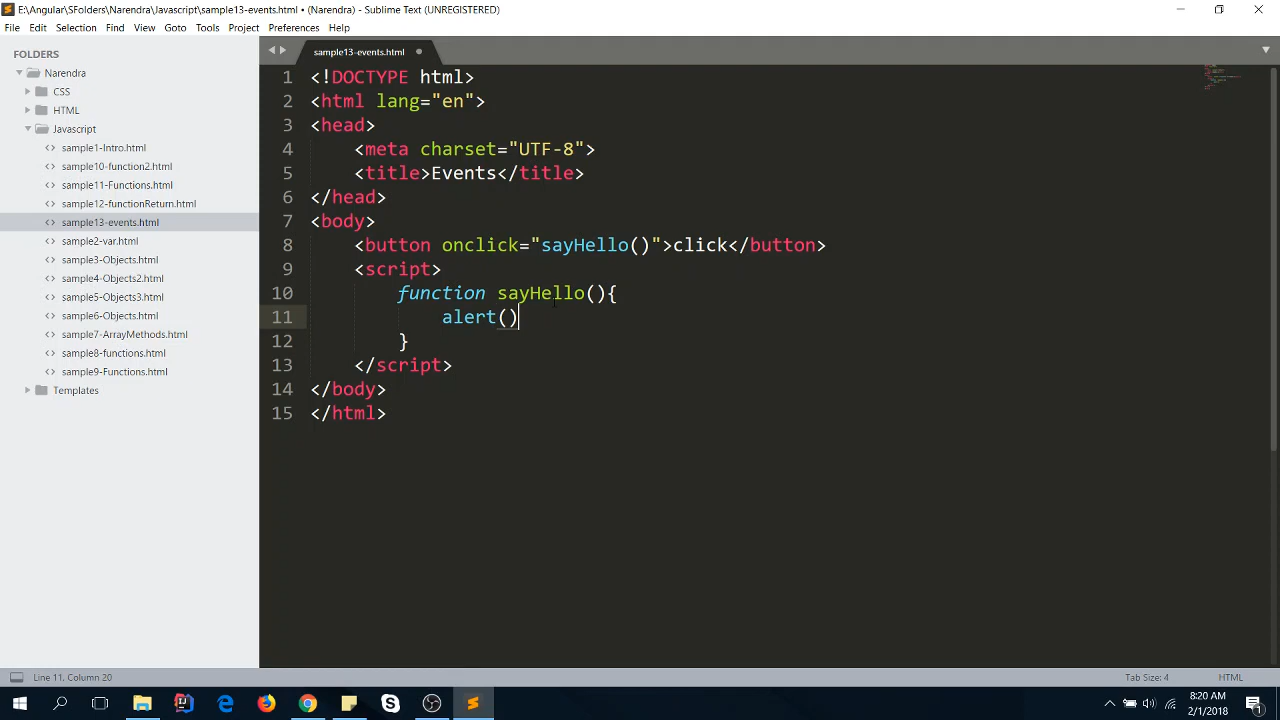 E:\Angular\SFolders\Narendra\Javascript\sample13-events.html • (Narendra) - Sublime Text (UNREGISTERED)
File Edit Selection Find View Goto Tools Project Preferences Help
FOLDERS
Narendra
CSS
HTML
Javascript
sample1-Intro.html
sample10-function2.html
sample11-Functions.html
sample12-functionReturn.html
sample13-events.html
sample2-var.html
sample3-Objects.html
sample4-Objects2.html
sample5-Objects3.html
sample6-Objects.html
sample7-ArrayMethods.html
sample8-functions.html
sample9-Functions.html
Templates
sample13-events.html
1 <!DOCTYPE html>
2 <html lang="en">
3 <head>
4 <meta charset="UTF-8">
5 <title>Events</title>
6 </head>
7 <body>
8 <button onclick="sayHello()">click</button>
9 <script>
10 function sayHello(){
11 alert()
12 }
13 </script>
14 </body>
15 </html>
Line 11, Column 20
Tab Size: 4
HTML
8:20 AM
2/1/2018